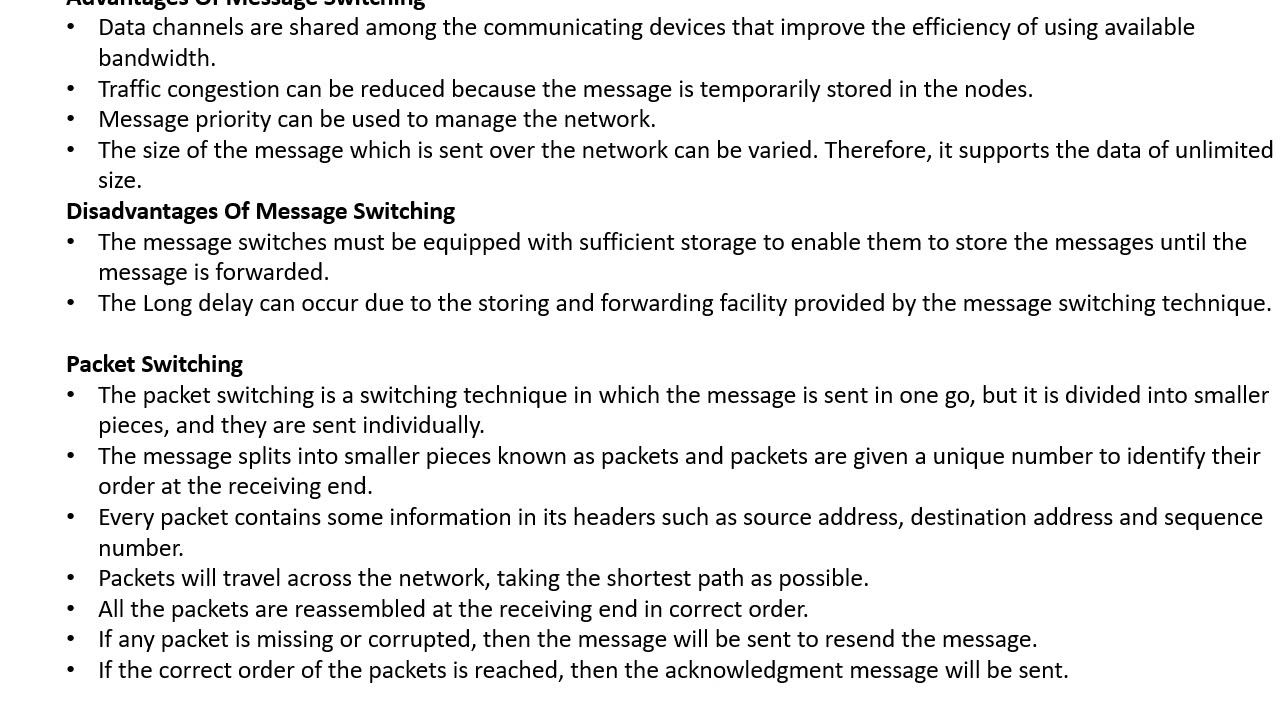 Advantages Of Message Switching
• Data channels are shared among the communicating devices that improve the efficiency of using available
bandwidth.
• Traffic congestion can be reduced because the message is temporarily stored in the nodes.
• Message priority can be used to manage the network.
• The size of the message which is sent over the network can be varied. Therefore, it supports the data of unlimited
size.
Disadvantages Of Message Switching
• The message switches must be equipped with sufficient storage to enable them to store the messages until the
message is forwarded.
• The Long delay can occur due to the storing and forwarding facility provided by the message switching technique.
Packet Switching
• The packet switching is a switching technique in which the message is sent in one go, but it is divided into smaller
pieces, and they are sent individually.
• The message splits into smaller pieces known as packets and packets are given a unique number to identify their
order at the receiving end.
• Every packet contains some information in its headers such as source address, destination address and sequence
number.
• Packets will travel across the network, taking the shortest path as possible.
• All the packets are reassembled at the receiving end in correct order.
• If any packet is missing or corrupted, then the message will be sent to resend the message.
• If the correct order of the packets is reached, then the acknowledgment message will be sent.